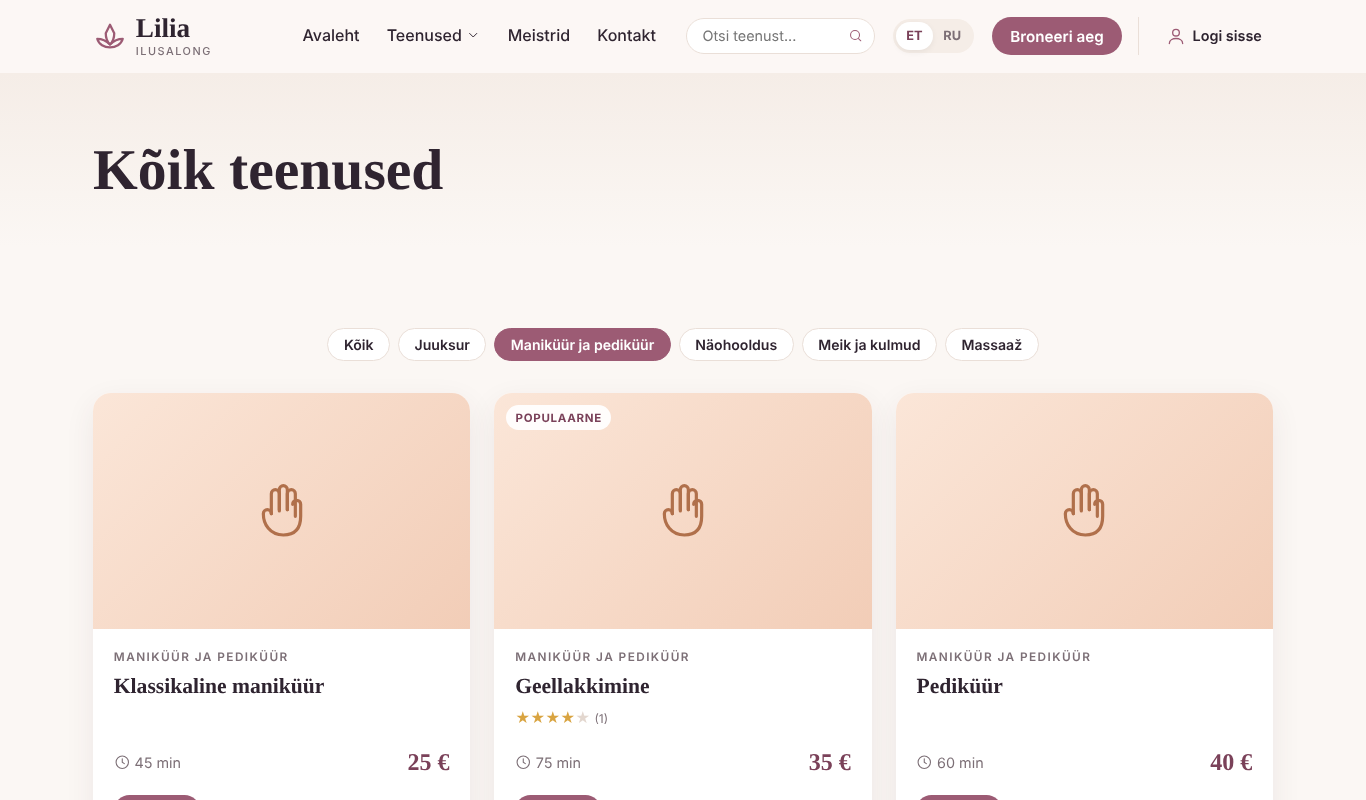 Lilia
ILUSALONG
Avaleht
Teenused
Meistrid
Kontakt
Otsi teenust...
ET
RU
Broneeri aeg
Logi sisse
Kõik teenused
Kõik
Juuksur
Maniküür ja pediküür
Näohooldus
Meik ja kulmud
Massaaž
MANIKÜÜR JA PEDIKÜÜR
Klassikaline maniküür
45 min
25 €
POPULAARNE
MANIKÜÜR JA PEDIKÜÜR
Geellakkimine
★★★★★ (1)
75 min
35 €
MANIKÜÜR JA PEDIKÜÜR
Pediküür
60 min
40 €